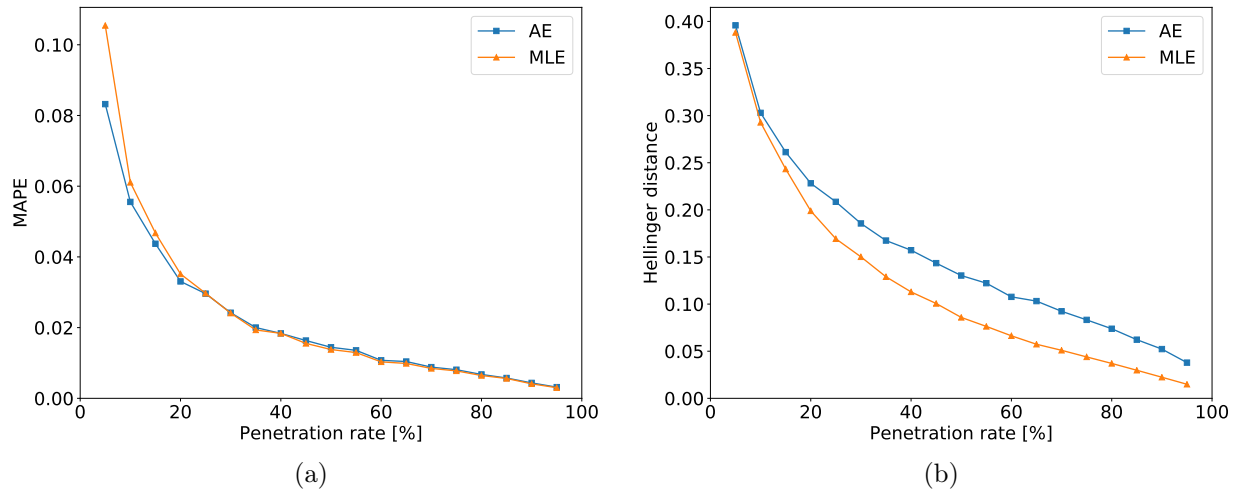 0.10
0.08
0.06
0.04
0.02
0.00
MAPE
0
20
40
60
80
100
Penetration rate [%]
AE
MLE
(a)
0.40
0.35
0.30
0.25
0.20
0.15
0.10
0.05
0.00
Hellinger distance
0
20
40
60
80
100
Penetration rate [%]
AE
MLE
(b)